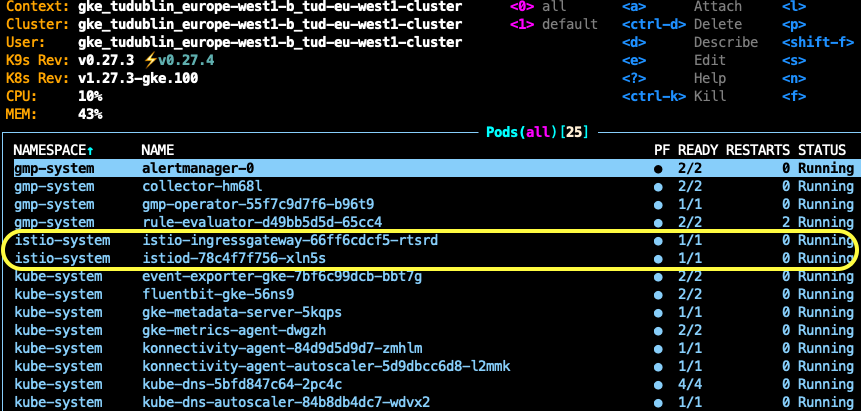 Context: gke_tudublin_europe-west1-b_tud-eu-west1-cluster <0> all <a> Attach <l>
Cluster: gke_tudublin_europe-west1-b_tud-eu-west1-cluster <1> default <ctrl-d> Delete <p>
User: gke_tudublin_europe-west1-b_tud-eu-west1-cluster <d> Describe <shift-f>
K9s Rev: v0.27.3 ⚡v0.27.4 <e> Edit <s>
K8s Rev: v1.27.3-gke.100 <?> Help <n>
CPU: 10% <ctrl-k> Kill <f>
MEM: 43%
Pods(all)[25]
NAMESPACE↑ NAME PF READY RESTARTS STATUS
gmp-system alertmanager-0 ● 2/2 0 Running
gmp-system collector-hm68l ● 2/2 0 Running
gmp-system gmp-operator-55f7c9d7f6-b96t9 ● 1/1 0 Running
gmp-system rule-evaluator-d49bb5d5d-65cc4 ● 2/2 2 Running
istio-system istio-ingressgateway-66ff6cdcf5-rtsrd ● 1/1 0 Running
istio-system istiod-78c4f7f756-xln5s ● 1/1 0 Running
kube-system event-exporter-gke-7bf6c99dcb-bbt7g ● 2/2 0 Running
kube-system fluentbit-gke-56ns9 ● 2/2 0 Running
kube-system gke-metadata-server-5kqps ● 1/1 0 Running
kube-system gke-metrics-agent-dwgzh ● 2/2 0 Running
kube-system konnectivity-agent-84d9d5d9d7-zmhlm ● 1/1 0 Running
kube-system konnectivity-agent-autoscaler-5d9dbcc6d8-l2mmk ● 1/1 0 Running
kube-system kube-dns-5bfd847c64-2pc4c ● 4/4 0 Running
kube-system kube-dns-autoscaler-84b8db4dc7-wdvx2 ● 1/1 0 Running